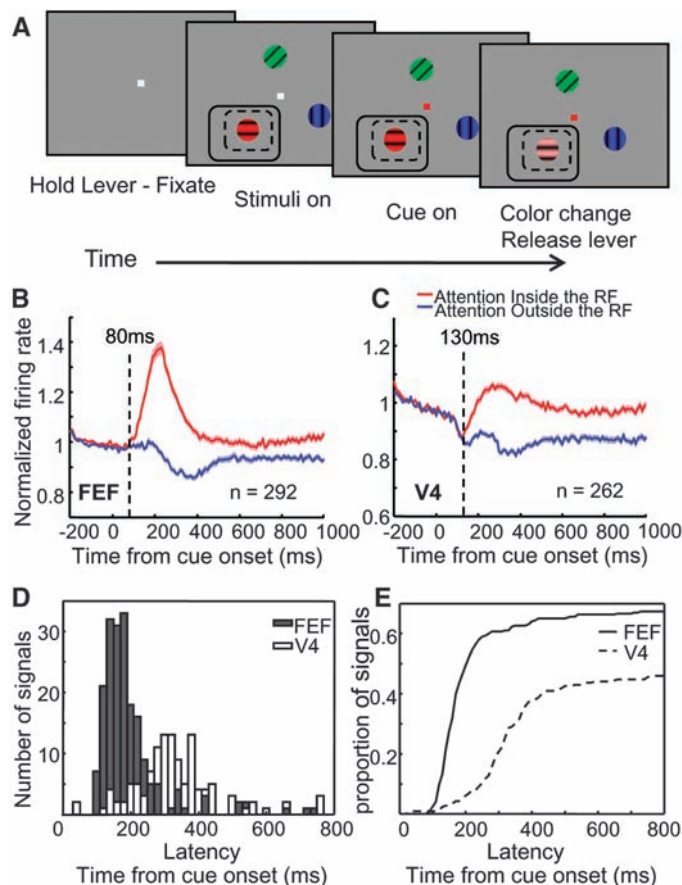 A
Hold Lever - Fixate
Stimuli on
Cue on
Color change
Release lever
Time
B
C
Attention Inside the RF
Attention Outside the RF
80ms
130ms
Normalized firing rate
1.4
1.2
1
0.8
FEF
n = 292
-200 0 200 400 600 800 1000
Time from cue onset (ms)
1.2
1.0
0.8
0.6
V4
n = 262
-200 0 200 400 600 800 1000
Time from cue onset (ms)
D
FEF
V4
Number of signals
30
20
10
0 200 400 600 800
Latency
Time from cue onset (ms)
E
FEF
V4
proportion of signals
0.6
0.4
0.2
0
0 200 400 600 800
Latency
Time from cue onset (ms)